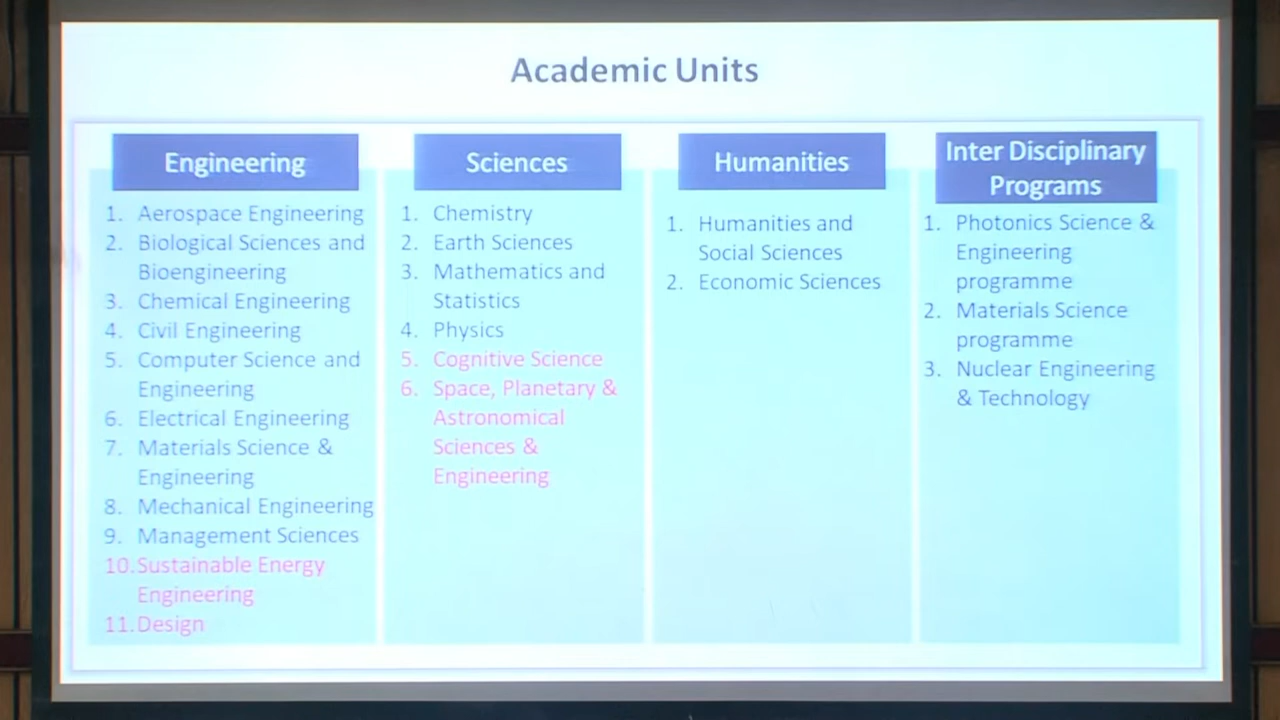 Academic Units
Engineering
1. Aerospace Engineering
2. Biological Sciences and
Bioengineering
3. Chemical Engineering
4. Civil Engineering
5. Computer Science and
Engineering
6. Electrical Engineering
7. Materials Science &
Engineering
8. Mechanical Engineering
9. Management Sciences
10. Sustainable Energy
Engineering
11. Design
Sciences
1. Chemistry
2. Earth Sciences
3. Mathematics and
Statistics
4. Physics
5. Cognitive Science
6. Space, Planetary &
Astronomical
Sciences &
Engineering
Humanities
1. Humanities and
Social Sciences
2. Economic Sciences
Inter Disciplinary
Programs
1. Photonics Science &
Engineering
programme
2. Materials Science
programme
3. Nuclear Engineering
& Technology